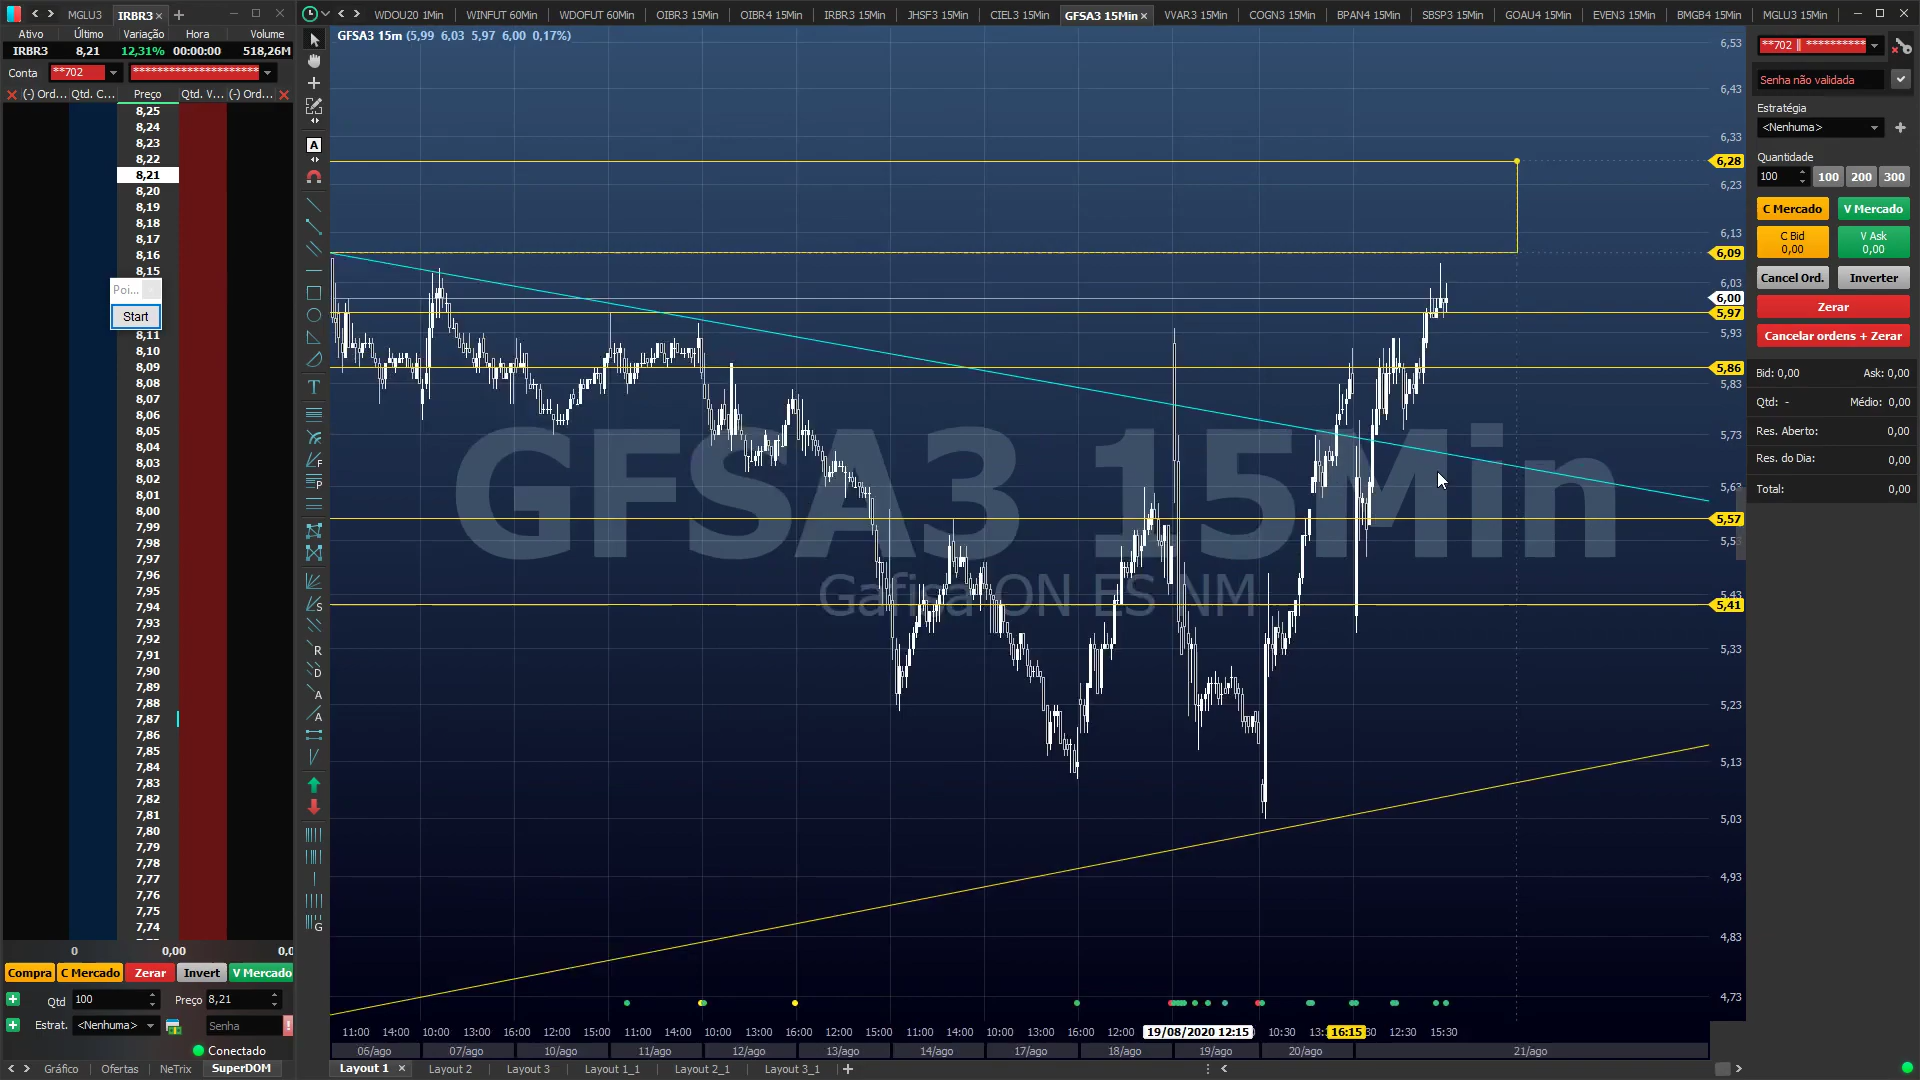 MGLU3 IRBR3
Ativo Último Variação Hora Volume
IRBR3 8,21 12,31% 00:00:00 518,26M
Conta **702 *********************
(-) Ord... Qtd. C... Preço Qtd. V... (-) Ord...
8,25
8,24
8,23
8,22
8,21
8,20
8,19
8,18
8,17
8,16
8,15
Poi...
Start
8,11
8,10
8,09
8,08
8,07
8,06
8,05
8,04
8,03
8,02
8,01
8,00
7,99
7,98
7,97
7,96
7,95
7,94
7,93
7,92
7,91
7,90
7,89
7,88
7,87
7,86
7,85
7,84
7,83
7,82
7,81
7,80
7,79
7,78
7,77
7,76
7,75
7,74
0 0,00 0,0
Compra C Mercado Zerar Invert V Mercado
Qtd 100 Preço 8,21
Estrat. <Nenhuma> Senha
Conectado
Gráfico Ofertas NeTrix SuperDOM
WDOU20 1Min WINFUT 60Min WDOFUT 60Min OIBR3 15Min OIBR4 15Min IRBR3 15Min JHSF3 15Min CIEL3 15Min GFSA3 15Min VVAR3 15Min COGN3 15Min BPAN4 15Min SBSP3 15Min GOAU4 15Min EVEN3 15Min BMGB4 15Min MGLU3 15Min
GFSA3 15m (5,99 6,03 5,97 6,00 0,17%)
GFSA3 15Min
Gafisa ON ES NM
6,53
6,43
6,33
6,28
6,23
6,13
6,09
6,03
6,00
5,97
5,93
5,86
5,83
5,73
5,63
5,57
5,53
5,43
5,41
5,33
5,23
5,13
5,03
4,93
4,83
4,73
11:00 14:00 10:00 13:00 16:00 12:00 15:00 11:00 14:00 10:00 13:00 16:00 12:00 15:00 11:00 14:00 10:00 13:00 16:00 12:00 19/08/2020 12:15 10:30 16:15 12:30 15:30
06/ago 07/ago 10/ago 11/ago 12/ago 13/ago 14/ago 17/ago 18/ago 19/ago 20/ago 21/ago
Layout 1 Layout 2 Layout 3 Layout 1_1 Layout 2_1 Layout 3_1
**702 | **********
Senha não validada
Estratégia
<Nenhuma>
Quantidade
100 100 200 300
C Mercado V Mercado
C Bid V Ask
0,00 0,00
Cancel Ord. Inverter
Zerar
Cancelar ordens + Zerar
Bid: 0,00 Ask: 0,00
Qtd: - Médio: 0,00
Res. Aberto: 0,00
Res. do Dia: 0,00
Total: 0,00